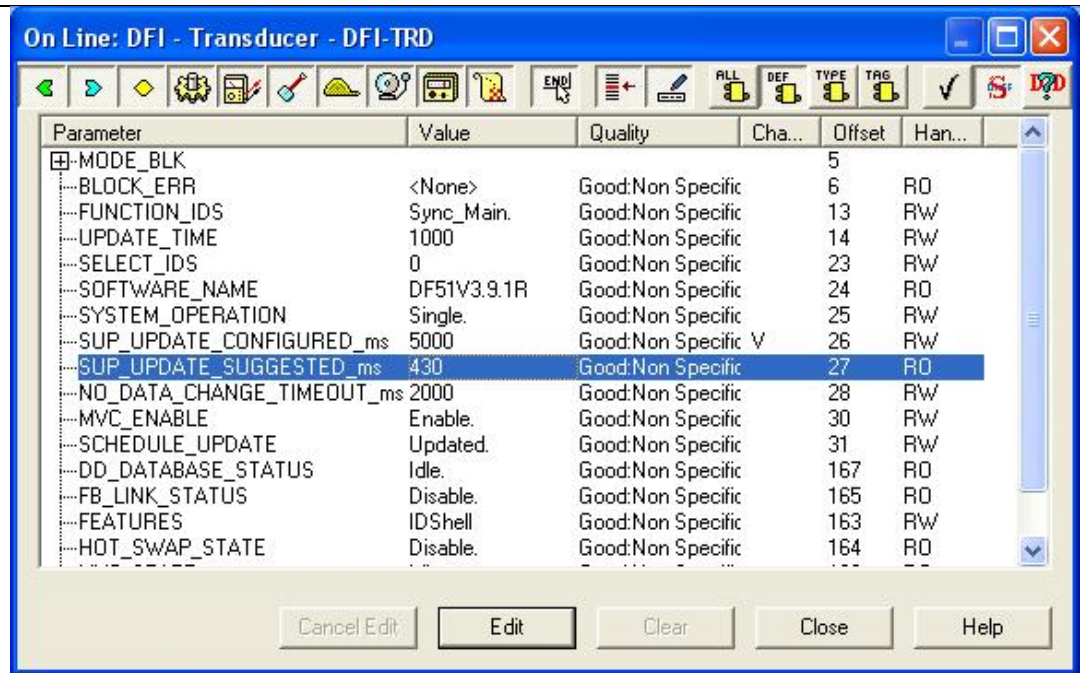 On Line: DFI - Transducer - DFI-TRD
END ALL DEF TYPE TAG S D?D
Parameter Value Quality Cha... Offset Han...
MODE_BLK 5
BLOCK_ERR <None> Good:Non Specific 6 RO
FUNCTION_IDS Sync_Main. Good:Non Specific 13 RW
UPDATE_TIME 1000 Good:Non Specific 14 RW
SELECT_IDS 0 Good:Non Specific 23 RW
SOFTWARE_NAME DF51V3.9.1R Good:Non Specific 24 RO
SYSTEM_OPERATION Single. Good:Non Specific 25 RW
SUP_UPDATE_CONFIGURED_ms 5000 Good:Non Specific V 26 RW
SUP_UPDATE_SUGGESTED_ms 430 Good:Non Specific 27 RO
NO_DATA_CHANGE_TIMEOUT_ms 2000 Good:Non Specific 28 RW
MVC_ENABLE Enable. Good:Non Specific 30 RW
SCHEDULE_UPDATE Updated. Good:Non Specific 31 RW
DD_DATABASE_STATUS Idle. Good:Non Specific 167 RO
FB_LINK_STATUS Disable. Good:Non Specific 165 RO
FEATURES IDShell Good:Non Specific 163 RW
HOT_SWAP_STATE Disable. Good:Non Specific 164 RO
Cancel Edit Edit Clear Close Help